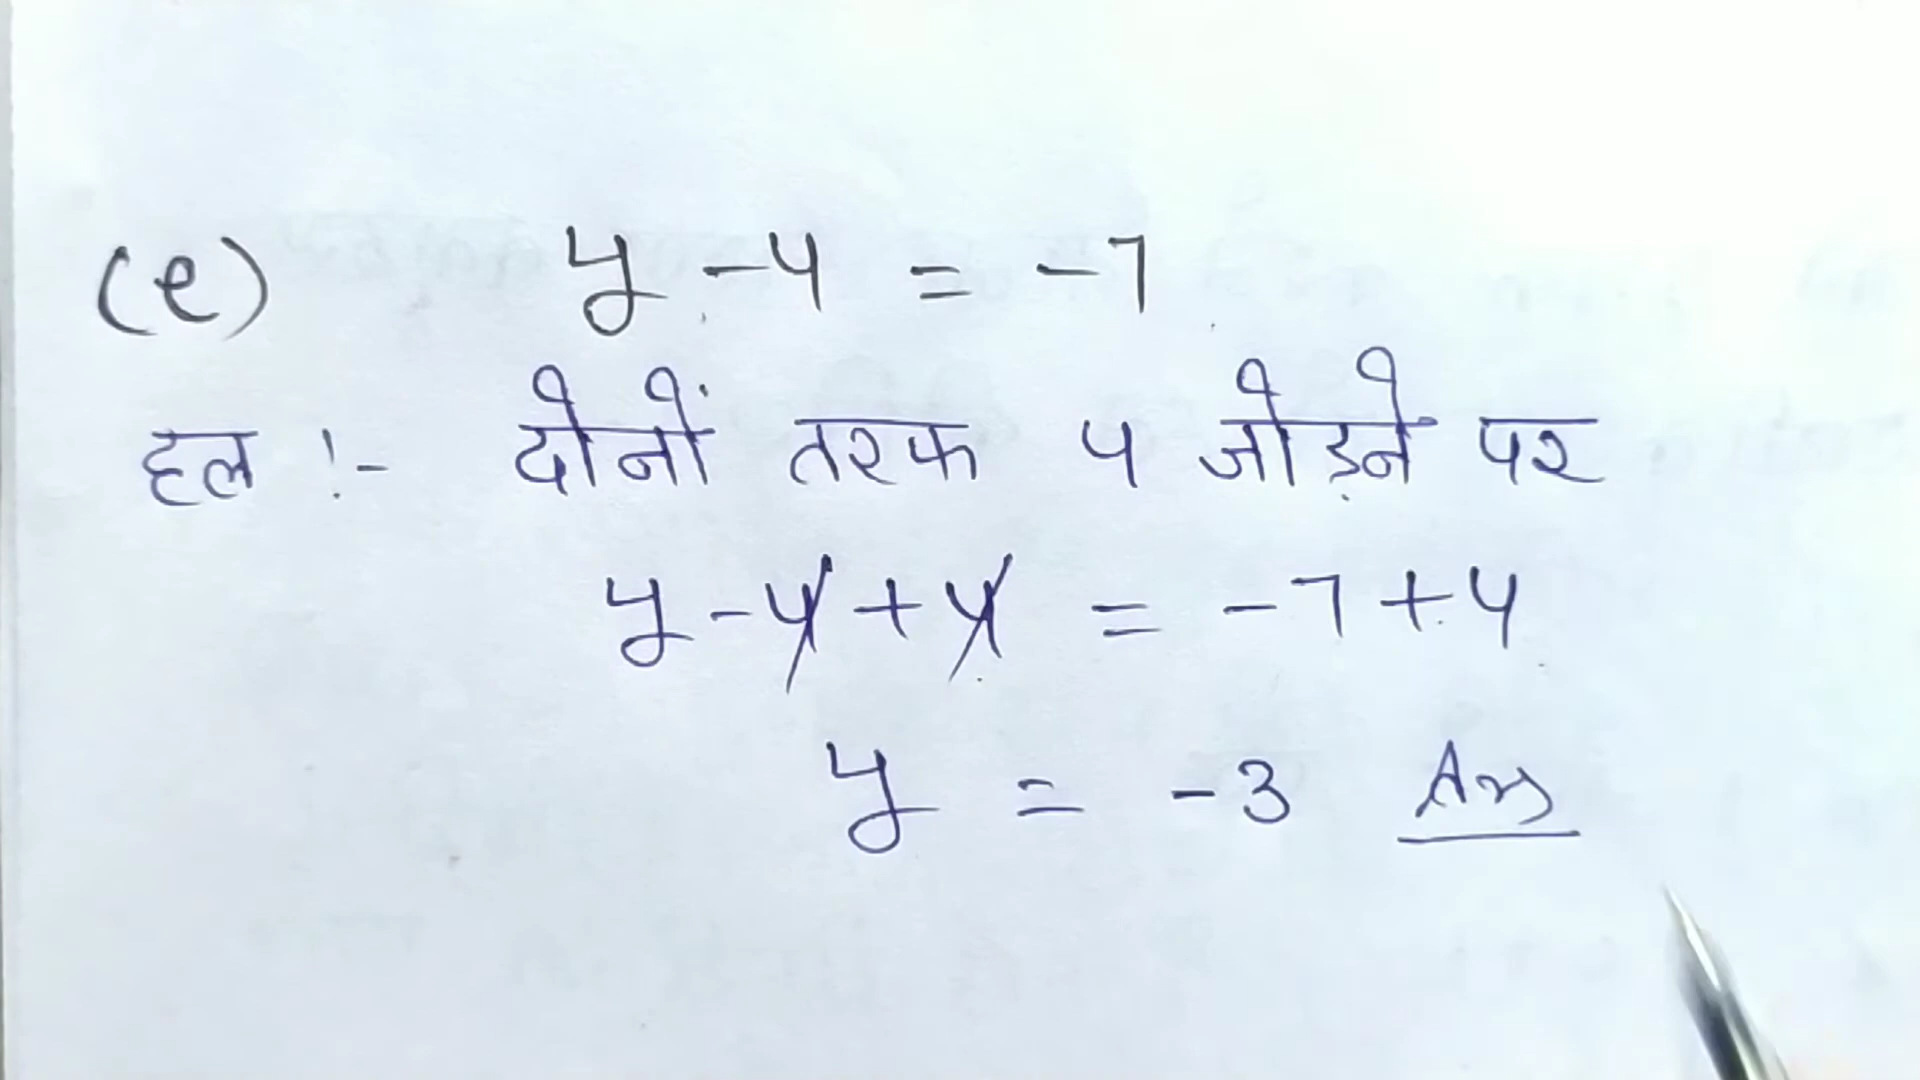 (e) y - 4 = -7
हल :- दोनों तरफ 4 जोड़ने पर
y - 4 + 4 = -7 + 4
y = -3 Ans